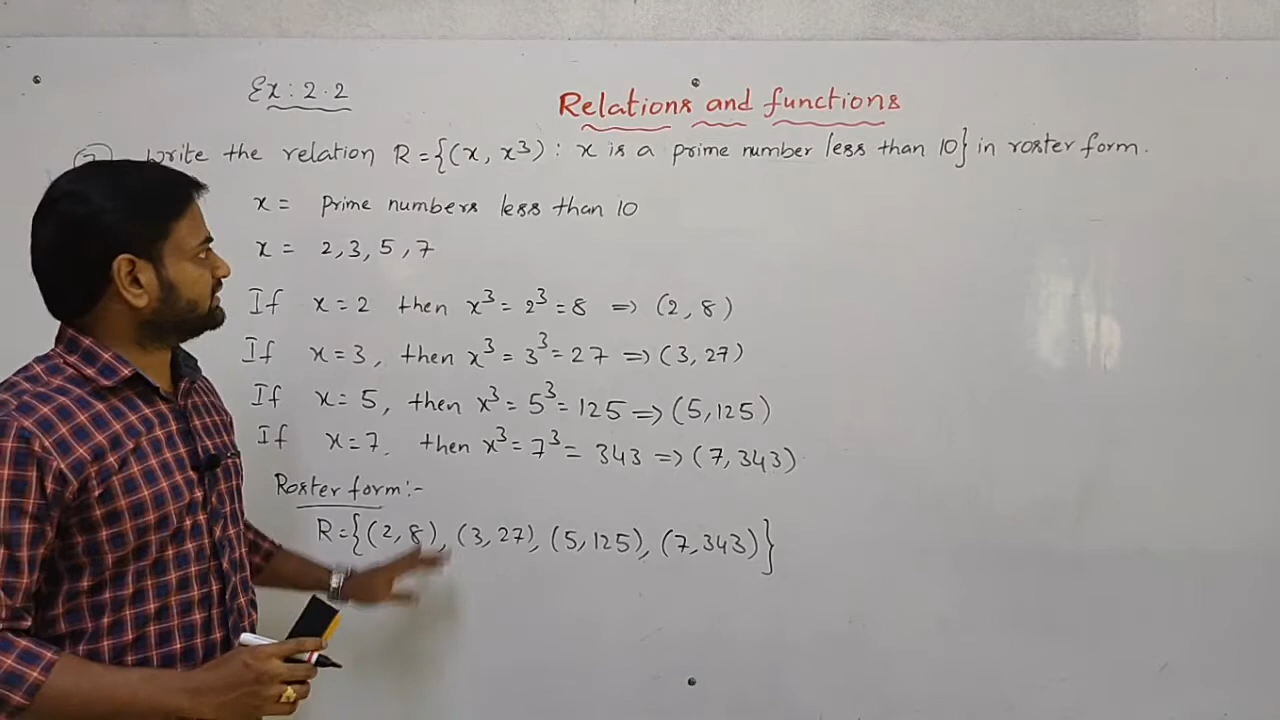 Ex: 2.2
Relations and functions
Write the relation R = {(x, x³) : x is a prime number less than 10} in roster form.
x = Prime numbers less than 10
x = 2, 3, 5, 7
If x = 2 then x³ = 2³ = 8 => (2, 8)
If x = 3, then x³ = 3³ = 27 => (3, 27)
If x = 5, then x³ = 5³ = 125 => (5, 125)
If x = 7, then x³ = 7³ = 343 => (7, 343)
Roster form:-
R = {(2, 8), (3, 27), (5, 125), (7, 343)}